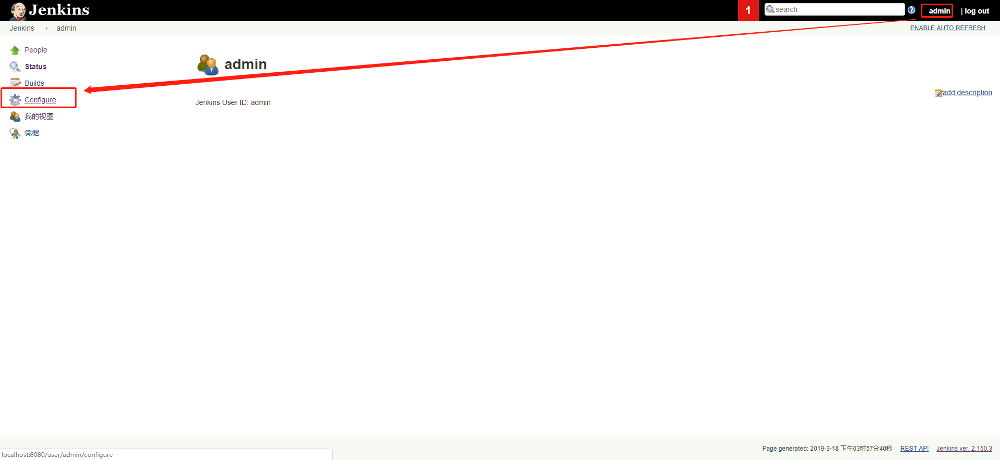 Jenkins
1
search
admin
| log out
Jenkins
admin
ENABLE AUTO REFRESH
People
Status
Builds
Configure
我的视图
凭据
admin
Jenkins User ID: admin
add description
Page generated: 2019-3-18 下午03时57分40秒
REST API
Jenkins ver. 2.150.3
localhost:8080/user/admin/configure